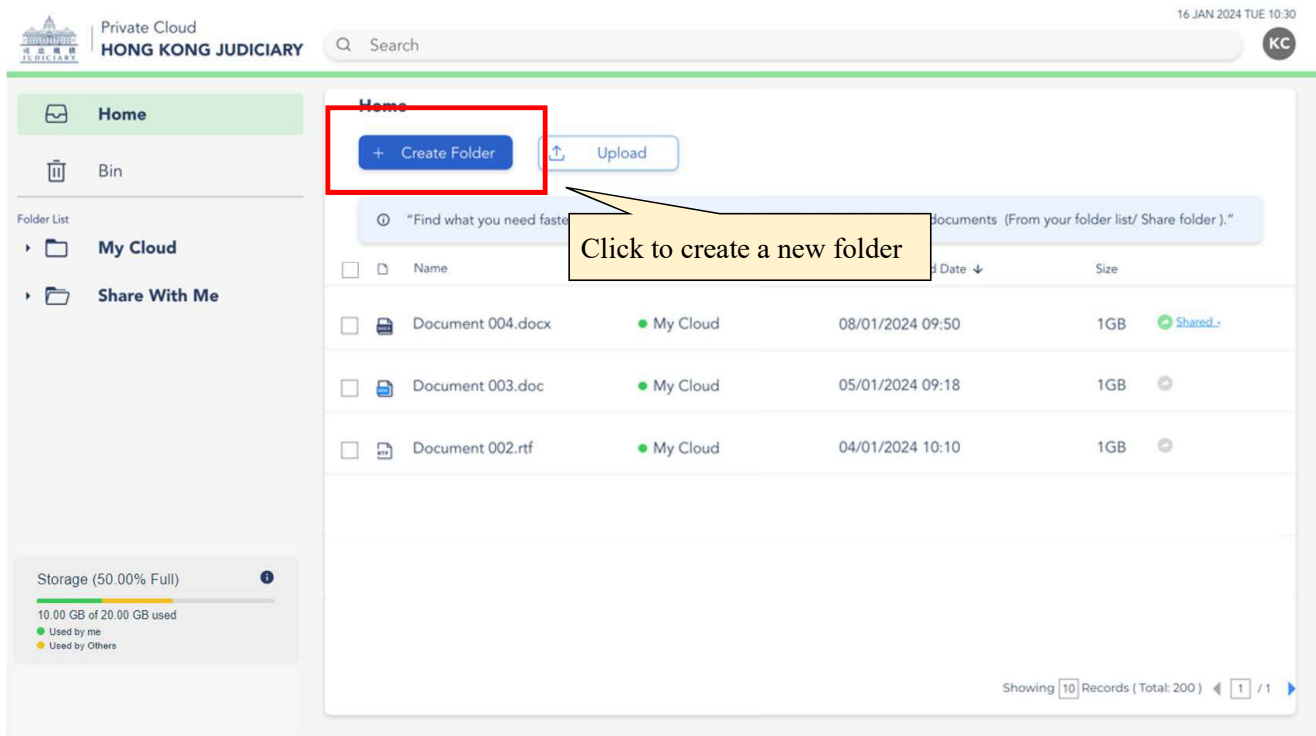 16 JAN 2024 TUE 10:30
Private Cloud
HONG KONG JUDICIARY
司法機構
JUDICIARY
Search
KC
Home
Bin
Folder List
My Cloud
Share With Me
Storage (50.00% Full)
10.00 GB of 20.00 GB used
Used by me
Used by Others
Home
+ Create Folder
Upload
Click to create a new folder
"Find what you need faste
documents (From your folder list/ Share folder )."
Name
Date
Size
Document 004.docx My Cloud 08/01/2024 09:50 1GB Shared
Document 003.doc My Cloud 05/01/2024 09:18 1GB
Document 002.rtf My Cloud 04/01/2024 10:10 1GB
Showing 10 Records ( Total: 200 ) 1 / 1